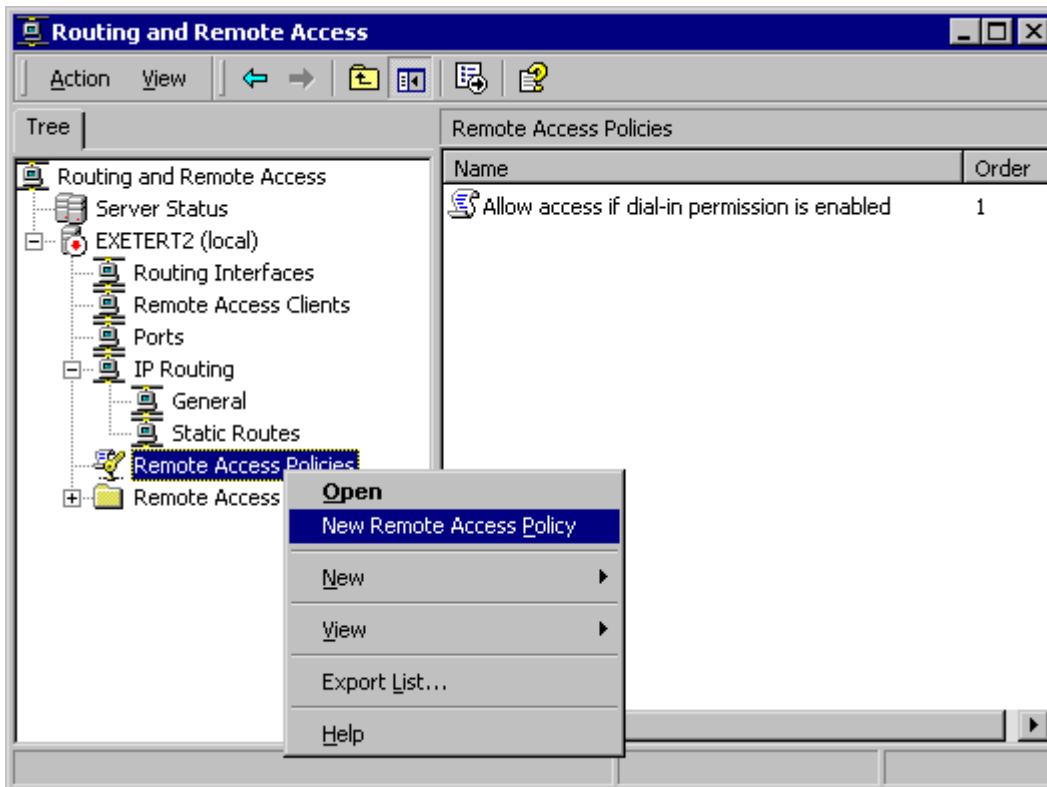 Routing and Remote Access
Action View
Tree
Remote Access Policies
Name Order
Routing and Remote Access
Server Status
EXETERT2 (local)
Routing Interfaces
Remote Access Clients
Ports
IP Routing
General
Static Routes
Remote Access Policies
Remote Access
Allow access if dial-in permission is enabled 1
Open
New Remote Access Policy
New
View
Export List...
Help